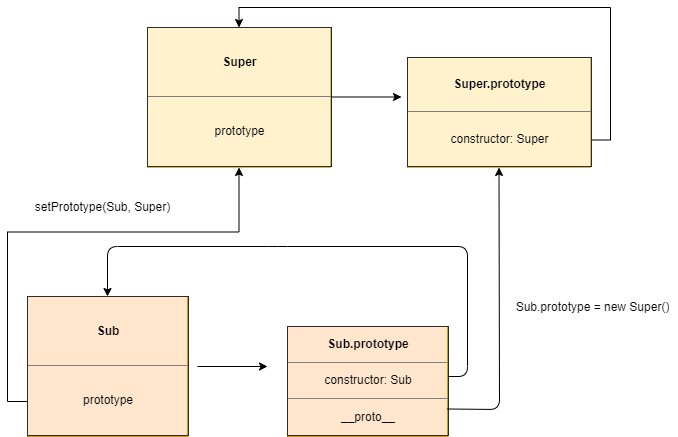 Super
prototype
Super.prototype
constructor: Super
setPrototype(Sub, Super)
Sub
prototype
Sub.prototype
constructor: Sub
__proto__
Sub.prototype = new Super()